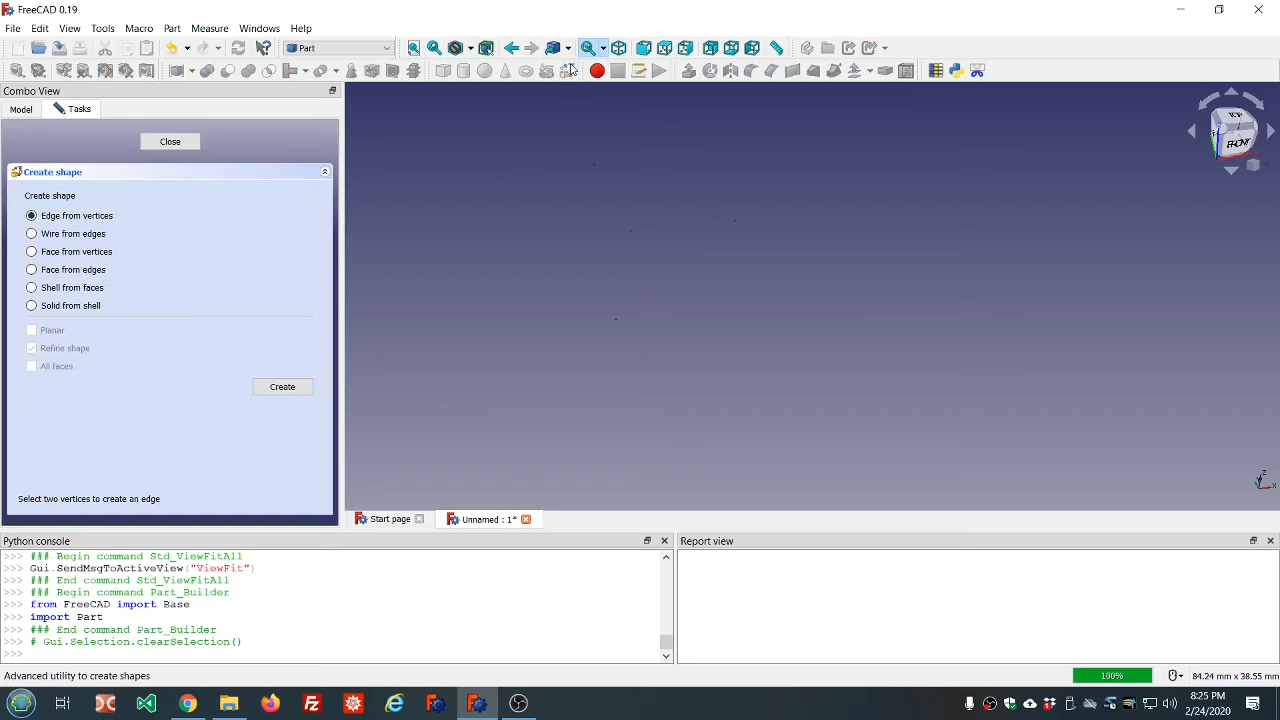 FreeCAD 0.19
File Edit View Tools Macro Part Measure Windows Help
Part
Combo View
Model Tasks
Close
Create shape
Create shape
Edge from vertices
Wire from edges
Face from vertices
Face from edges
Shell from faces
Solid from shell
Planar
Refine shape
All faces
Create
Select two vertices to create an edge
TOP
FRONT
Z
X
Start page Unnamed : 1*
Python console
>>> ### Begin command Std_ViewFitAll
>>> Gui.SendMsgToActiveView("ViewFit")
>>> ### End command Std_ViewFitAll
>>> ### Begin command Part_Builder
>>> from FreeCAD import Base
>>> import Part
>>> ### End command Part_Builder
>>> # Gui.Selection.clearSelection()
>>>
Report view
Advanced utility to create shapes
100%
84.24 mm x 38.55 mm
8:25 PM
2/24/2020